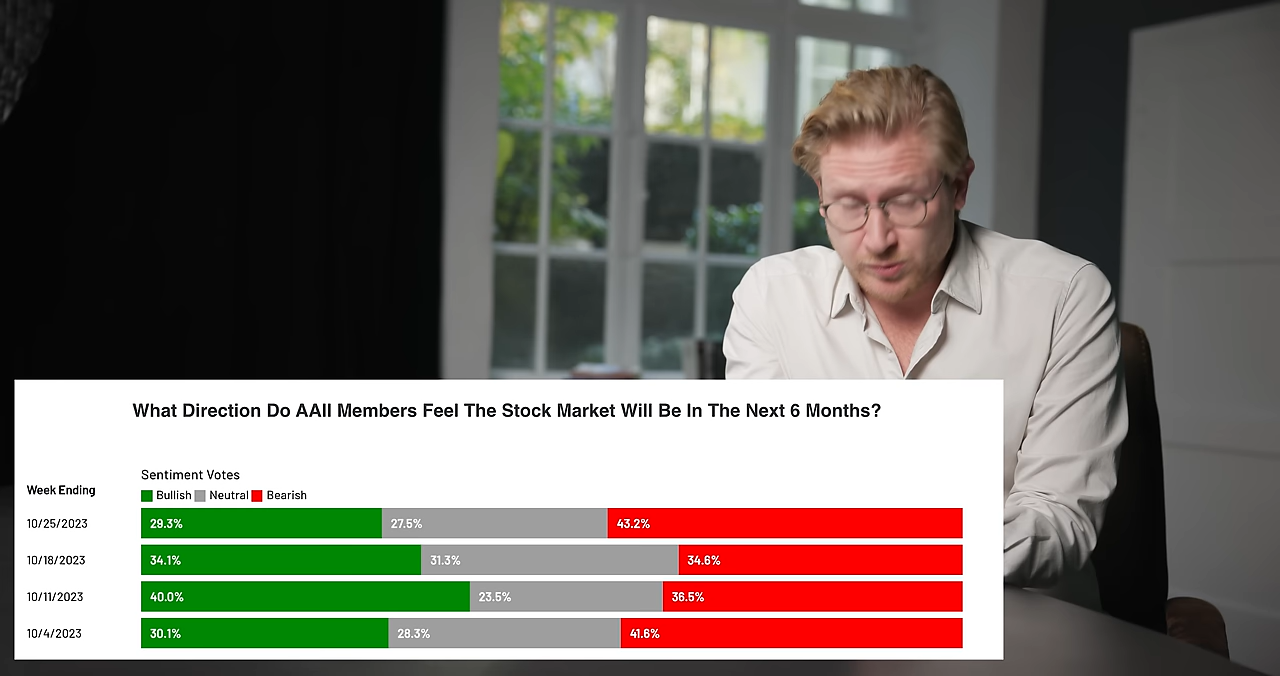 What Direction Do AAII Members Feel The Stock Market Will Be In The Next 6 Months?
Sentiment Votes
Week Ending
Bullish Neutral Bearish
10/25/2023 29.3% 27.5% 43.2%
10/18/2023 34.1% 31.3% 34.6%
10/11/2023 40.0% 23.5% 36.5%
10/4/2023 30.1% 28.3% 41.6%